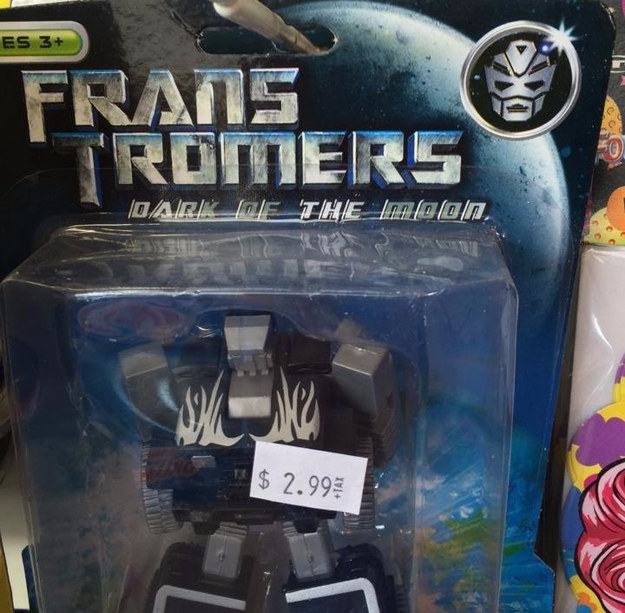 ES 3+
FRANS
TROMERS
DARK OF THE MOON
$ 2.99 +TAX